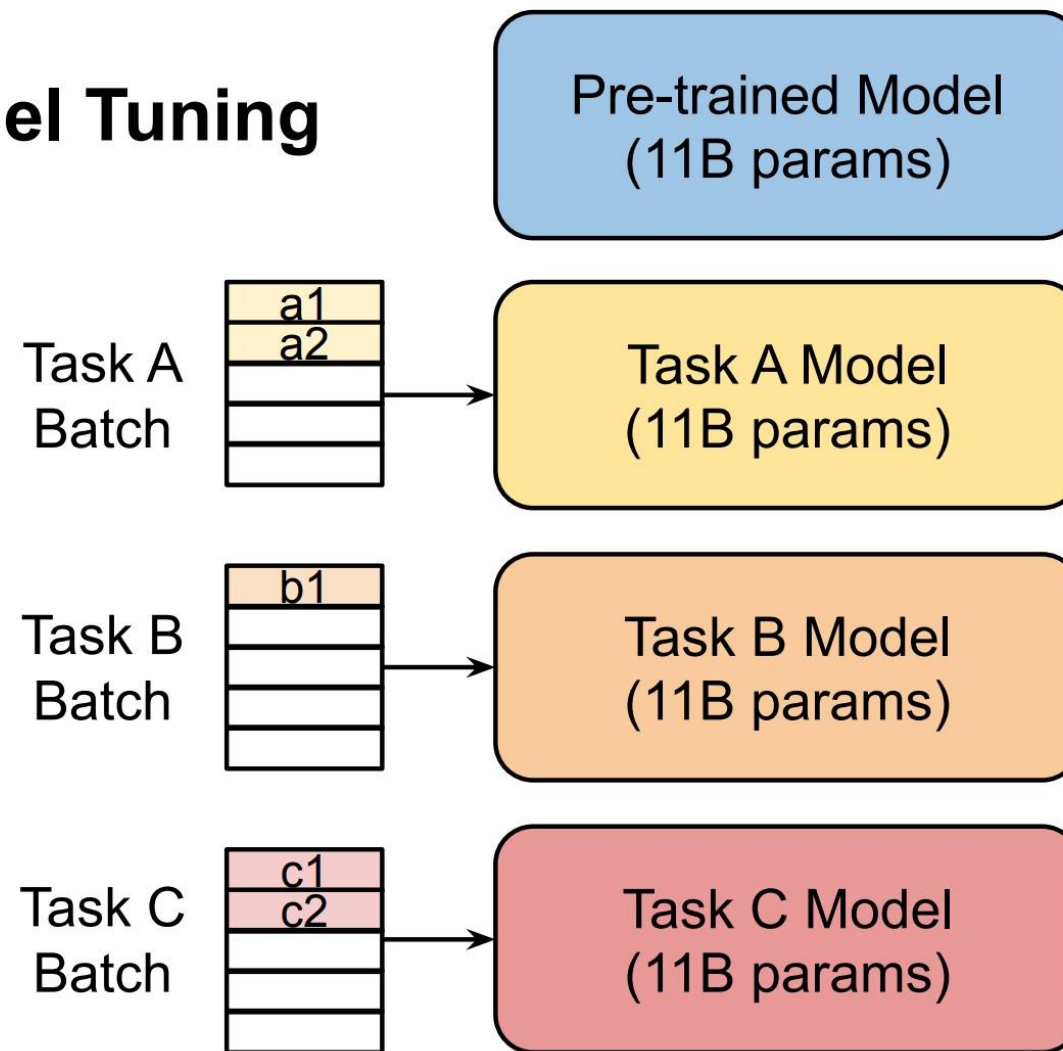 el Tuning
Pre-trained Model
(11B params)
a1
a2
Task A
Batch
Task A Model
(11B params)
b1
Task B
Batch
Task B Model
(11B params)
c1
c2
Task C
Batch
Task C Model
(11B params)